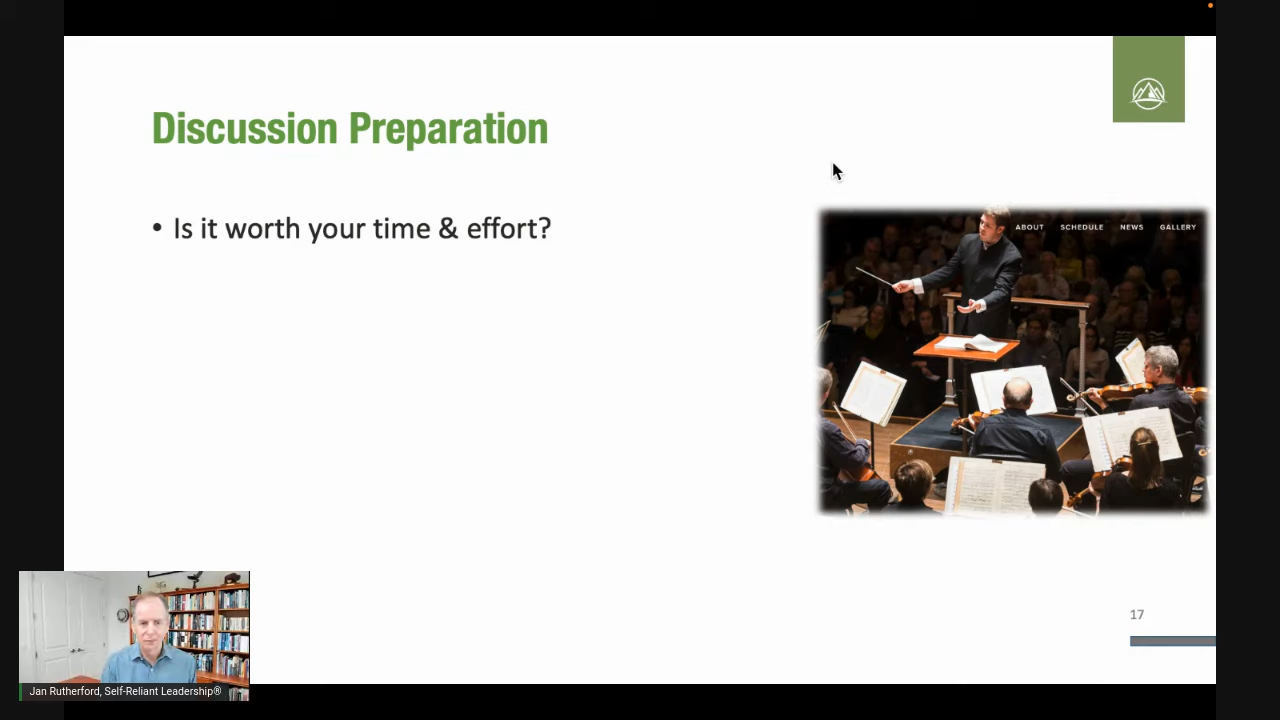 Discussion Preparation
• Is it worth your time & effort?
ABOUT SCHEDULE NEWS GALLERY
17
Jan Rutherford, Self-Reliant Leadership®